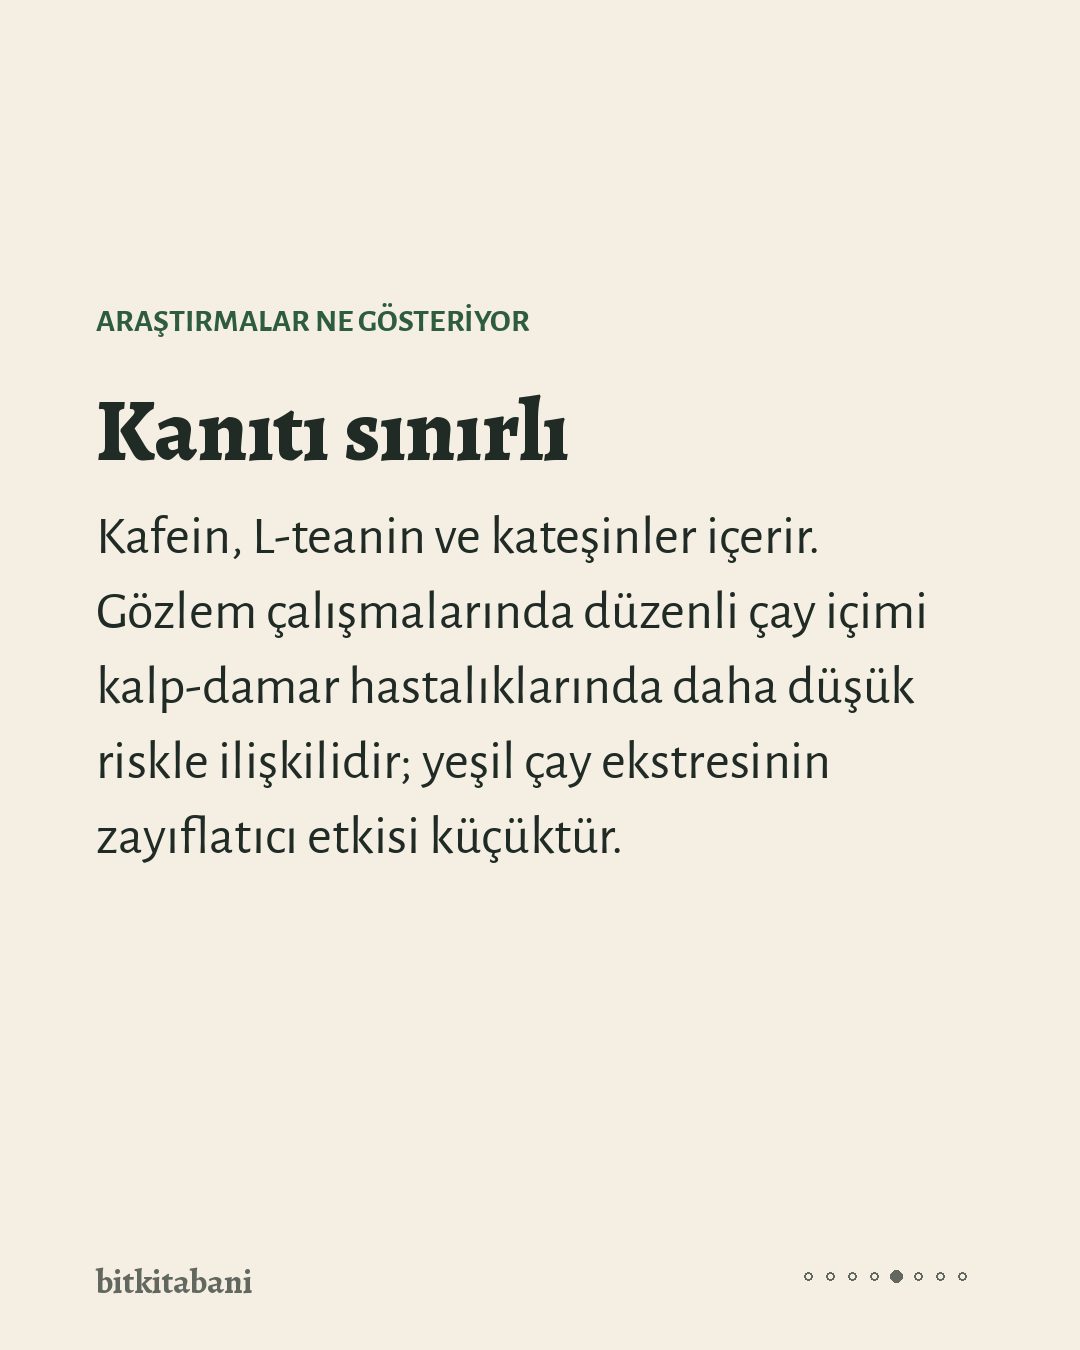 ARAŞTIRMALAR NE GÖSTERİYOR
Kanıtı sınırlı
Kafein, L-teanin ve kateşinler içerir.
Gözlem çalışmalarında düzenli çay içimi
kalp-damar hastalıklarında daha düşük
riskle ilişkilidir; yeşil çay ekstresinin
zayıflatıcı etkisi küçüktür.
bitkitabani